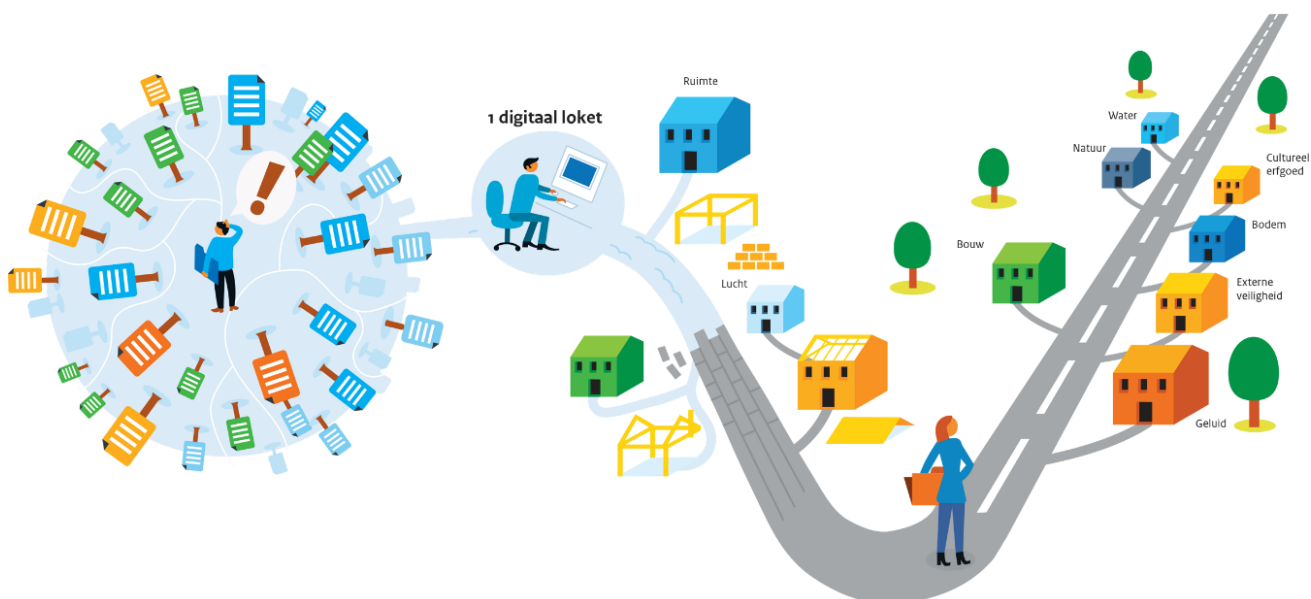 1 digitaal loket
Ruimte
Lucht
Bouw
Water
Natuur
Cultureel
erfgoed
Bodem
Externe
veiligheid
Geluid